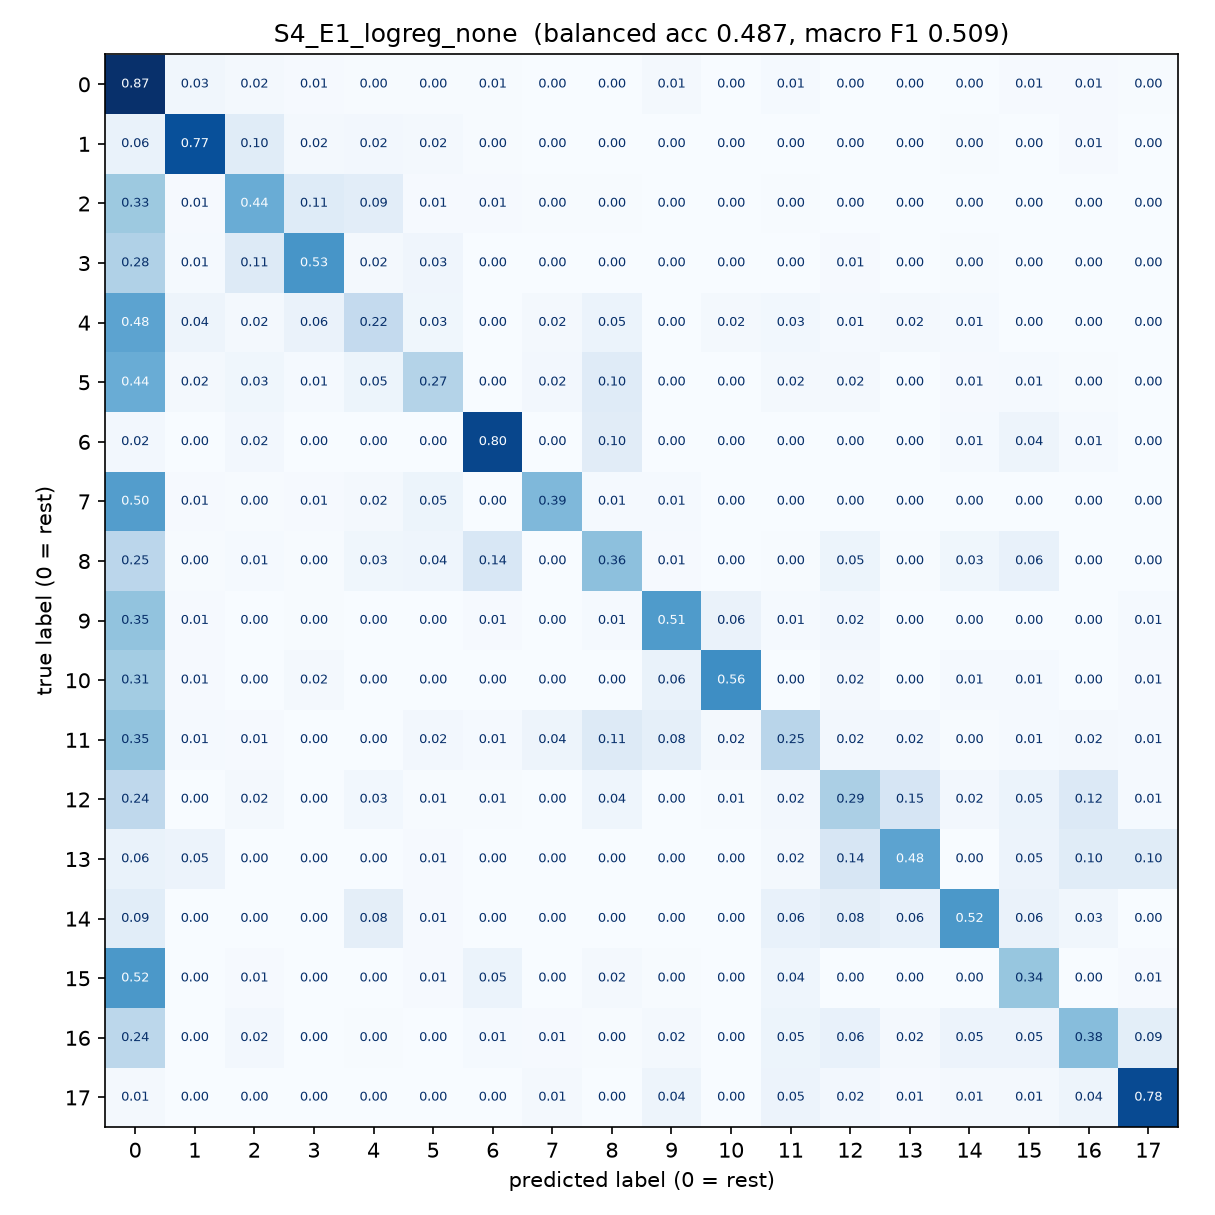 S4_E1_logreg_none (balanced acc 0.487, macro F1 0.509)
0 0.87 0.03 0.02 0.01 0.00 0.00 0.01 0.00 0.00 0.01 0.00 0.01 0.00 0.00 0.00 0.01 0.01 0.00
1 0.06 0.77 0.10 0.02 0.02 0.02 0.00 0.00 0.00 0.00 0.00 0.00 0.00 0.00 0.00 0.00 0.01 0.00
2 0.33 0.01 0.44 0.11 0.09 0.01 0.01 0.00 0.00 0.00 0.00 0.00 0.00 0.00 0.00 0.00 0.00 0.00
3 0.28 0.01 0.11 0.53 0.02 0.03 0.00 0.00 0.00 0.00 0.00 0.00 0.01 0.00 0.00 0.00 0.00 0.00
4 0.48 0.04 0.02 0.06 0.22 0.03 0.00 0.02 0.05 0.00 0.02 0.03 0.01 0.02 0.01 0.00 0.00 0.00
5 0.44 0.02 0.03 0.01 0.05 0.27 0.00 0.02 0.10 0.00 0.00 0.02 0.02 0.00 0.01 0.01 0.00 0.00
6 0.02 0.00 0.02 0.00 0.00 0.00 0.80 0.00 0.10 0.00 0.00 0.00 0.00 0.00 0.01 0.04 0.01 0.00
7 0.50 0.01 0.00 0.01 0.02 0.05 0.00 0.39 0.01 0.01 0.00 0.00 0.00 0.00 0.00 0.00 0.00 0.00
8 0.25 0.00 0.01 0.00 0.03 0.04 0.14 0.00 0.36 0.01 0.00 0.00 0.05 0.00 0.03 0.06 0.00 0.00
9 0.35 0.01 0.00 0.00 0.00 0.00 0.01 0.00 0.01 0.51 0.06 0.01 0.02 0.00 0.00 0.00 0.00 0.01
10 0.31 0.01 0.00 0.02 0.00 0.00 0.00 0.00 0.00 0.06 0.56 0.00 0.02 0.00 0.01 0.01 0.00 0.01
11 0.35 0.01 0.01 0.00 0.00 0.02 0.01 0.04 0.11 0.08 0.02 0.25 0.02 0.02 0.00 0.01 0.02 0.01
12 0.24 0.00 0.02 0.00 0.03 0.01 0.01 0.00 0.04 0.00 0.01 0.02 0.29 0.15 0.02 0.05 0.12 0.01
13 0.06 0.05 0.00 0.00 0.00 0.01 0.00 0.00 0.00 0.00 0.00 0.02 0.14 0.48 0.00 0.05 0.10 0.10
14 0.09 0.00 0.00 0.00 0.08 0.01 0.00 0.00 0.00 0.00 0.00 0.06 0.08 0.06 0.52 0.06 0.03 0.00
15 0.52 0.00 0.01 0.00 0.00 0.01 0.05 0.00 0.02 0.00 0.00 0.04 0.00 0.00 0.00 0.34 0.00 0.01
16 0.24 0.00 0.02 0.00 0.00 0.00 0.01 0.01 0.00 0.02 0.00 0.05 0.06 0.02 0.05 0.05 0.38 0.09
17 0.01 0.00 0.00 0.00 0.00 0.00 0.00 0.01 0.00 0.04 0.00 0.05 0.02 0.01 0.01 0.01 0.04 0.78
0 1 2 3 4 5 6 7 8 9 10 11 12 13 14 15 16 17
predicted label (0 = rest)
true label (0 = rest)